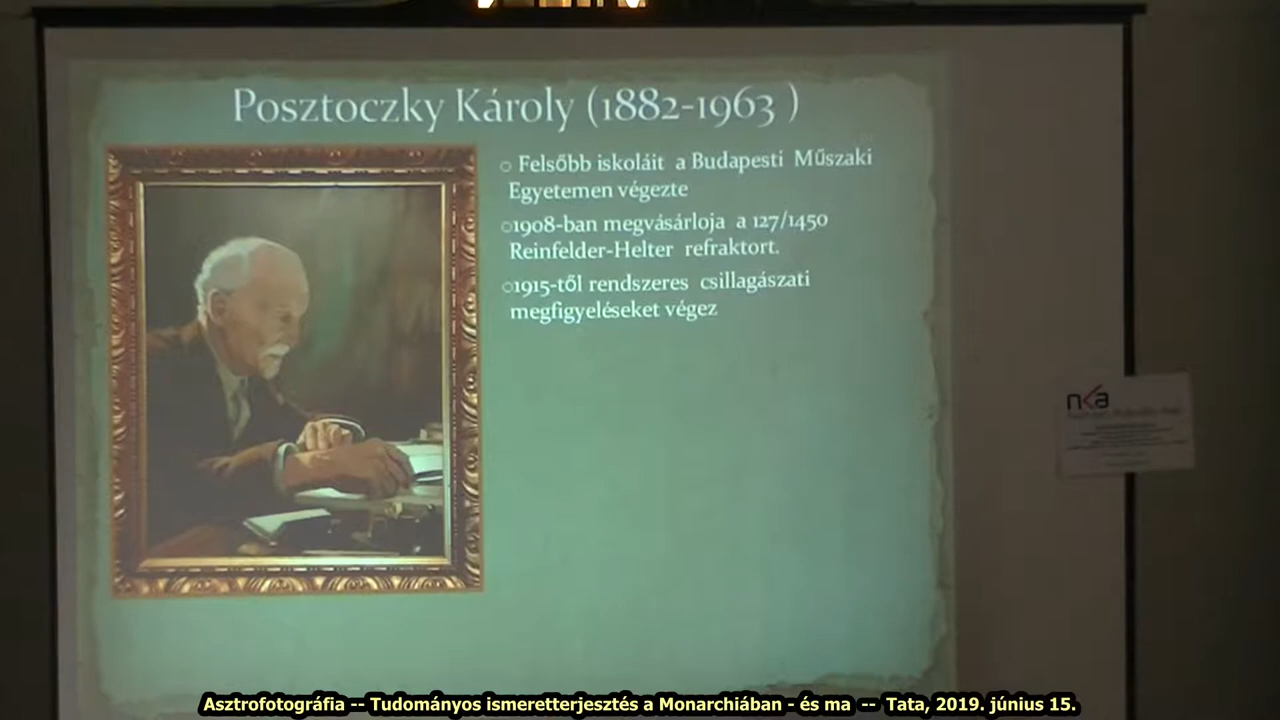 Posztoczky Károly (1882-1963 )
Felsőbb iskoláit a Budapesti Műszaki
Egyetemen végezte
1908-ban megvásárloja a 127/1450
Reinfelder-Helter refraktort.
1915-től rendszeres csillagászati
megfigyeléseket végez
nka
Asztrofotográfia -- Tudományos ismeretterjesztés a Monarchiában - és ma -- Tata, 2019. június 15.